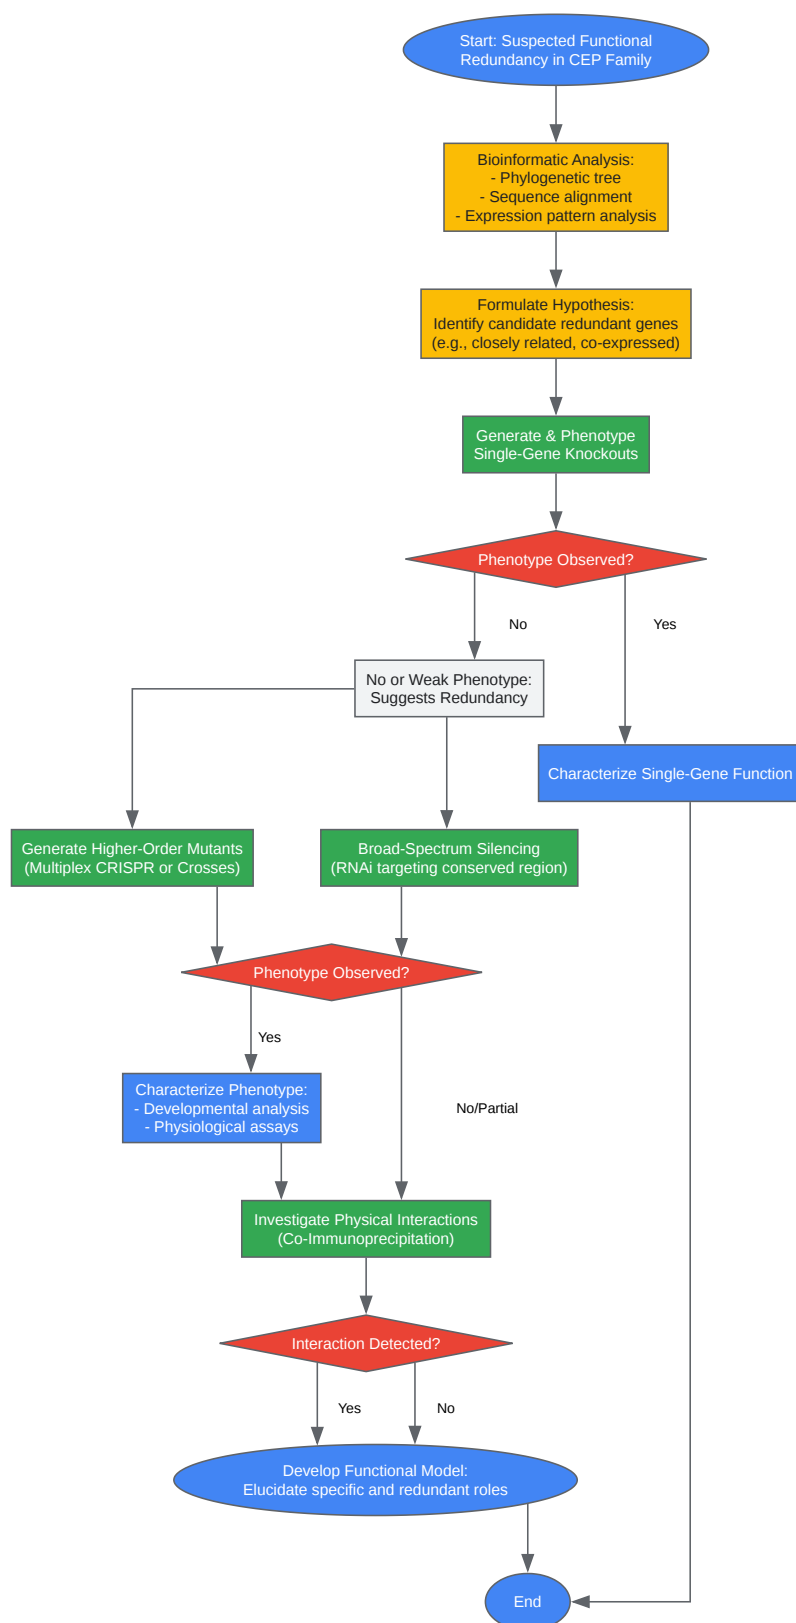 Start: Suspected Functional
Redundancy in CEP Family
Bioinformatic Analysis:
- Phylogenetic tree
- Sequence alignment
- Expression pattern analysis
Formulate Hypothesis:
Identify candidate redundant genes
(e.g., closely related, co-expressed)
Generate & Phenotype
Single-Gene Knockouts
Phenotype Observed?
No
Yes
No or Weak Phenotype:
Suggests Redundancy
Characterize Single-Gene Function
Generate Higher-Order Mutants
(Multiplex CRISPR or Crosses)
Broad-Spectrum Silencing
(RNAi targeting conserved region)
Phenotype Observed?
Yes
Characterize Phenotype:
- Developmental analysis
- Physiological assays
No/Partial
Investigate Physical Interactions
(Co-Immunoprecipitation)
Interaction Detected?
Yes
No
Develop Functional Model:
Elucidate specific and redundant roles
End